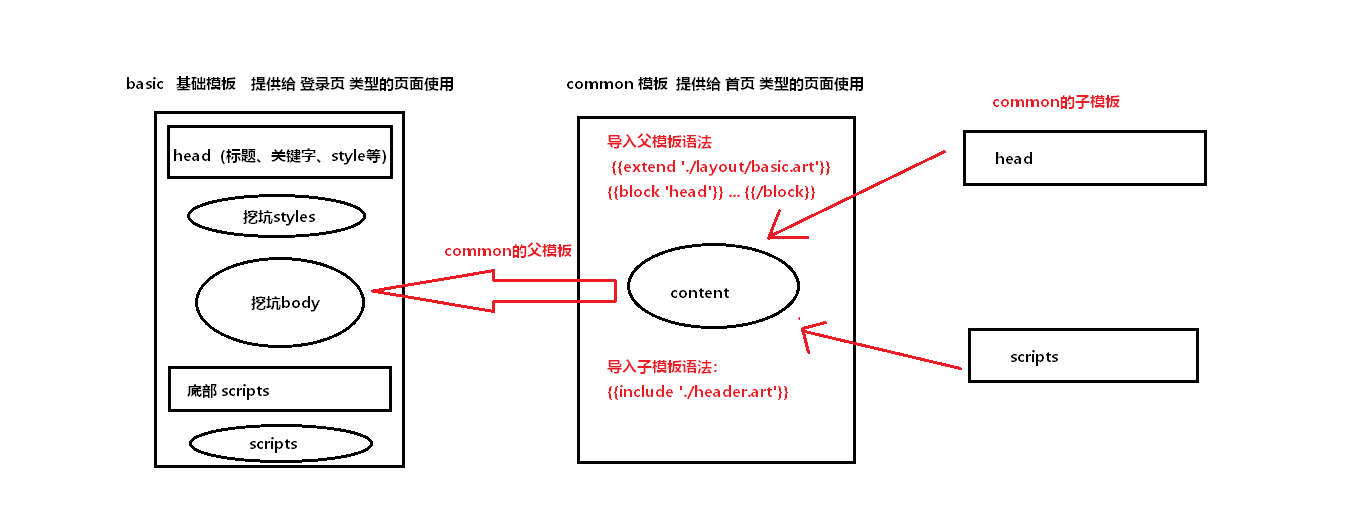 basic 基础模板 提供给 登录页 类型的页面使用
head（标题、关键字、style等）
挖坑styles
挖坑body
底部 scripts
scripts
common的父模板
common 模板 提供给 首页 类型的页面使用
导入父模板语法
{{extend './layout/basic.art'}}
{{block 'head'}} ... {{/block}}
content
导入子模板语法：
{{include './header.art'}}
common的子模板
head
scripts